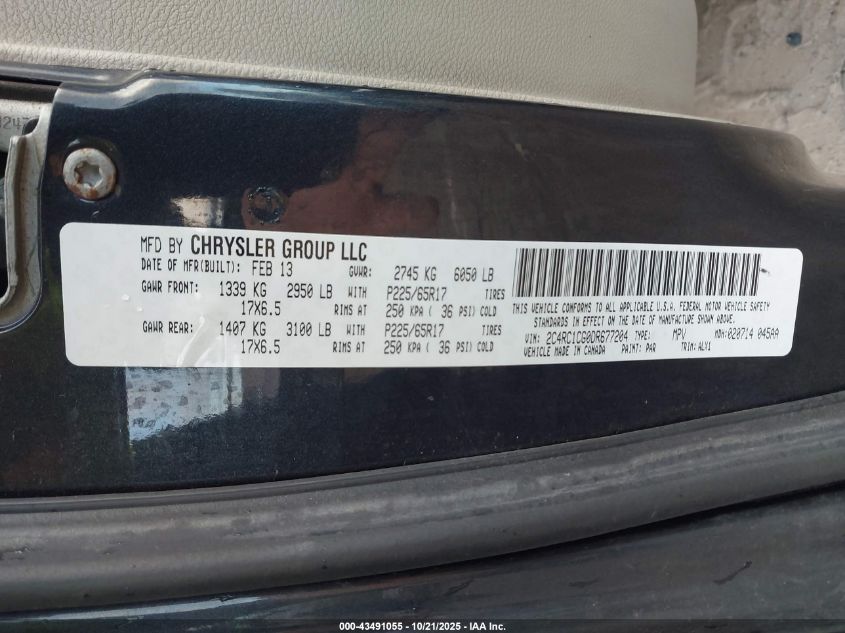 MFD BY CHRYSLER GROUP LLC
DATE OF MFR(BUILT): FEB 13 GVWR: 2745 KG 6050 LB
GAWR FRONT: 1339 KG 2950 LB WITH P225/65R17 TIRES
17X6.5 RIMS AT 250 KPA ( 36 PSI) COLD
GAWR REAR: 1407 KG 3100 LB WITH P225/65R17 TIRES
17X6.5 RIMS AT 250 KPA ( 36 PSI) COLD
THIS VEHICLE CONFORMS TO ALL APPLICABLE U.S.A. FEDERAL MOTOR VEHICLE SAFETY
STANDARDS IN EFFECT ON THE DATE OF MANUFACTURE SHOWN ABOVE.
VIN: 2C4RC1CG0DR677204 TYPE: MPV MDH:020714 045AA
VEHICLE MADE IN CANADA PAINT: PAR TRIM: ALV1
000-43491055 | 10/21/2025 | IAA Inc.